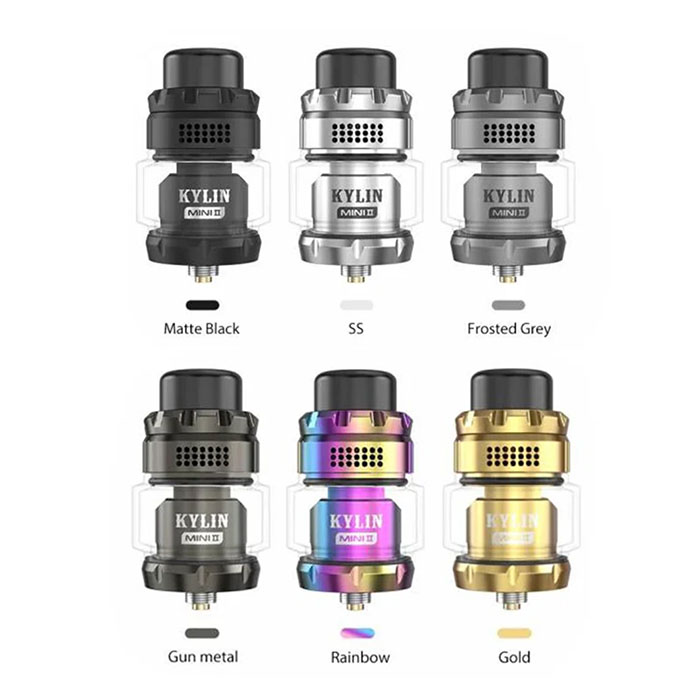 KYLIN
MINI II
KYLIN
MINI II
KYLIN
MINI II
Matte Black
SS
Frosted Grey
KYLIN
MINI II
KYLIN
MINI II
KYLIN
MINI II
Gun metal
Rainbow
Gold